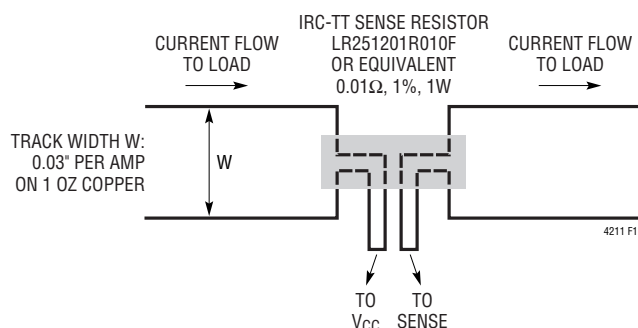 IRC-TT SENSE RESISTOR
LR251201R010F
OR EQUIVALENT
0.01Ω, 1%, 1W
CURRENT FLOW
TO LOAD
CURRENT FLOW
TO LOAD
TRACK WIDTH W:
0.03" PER AMP
ON 1 OZ COPPER
W
4211 F1
TO
VCC
TO
SENSE